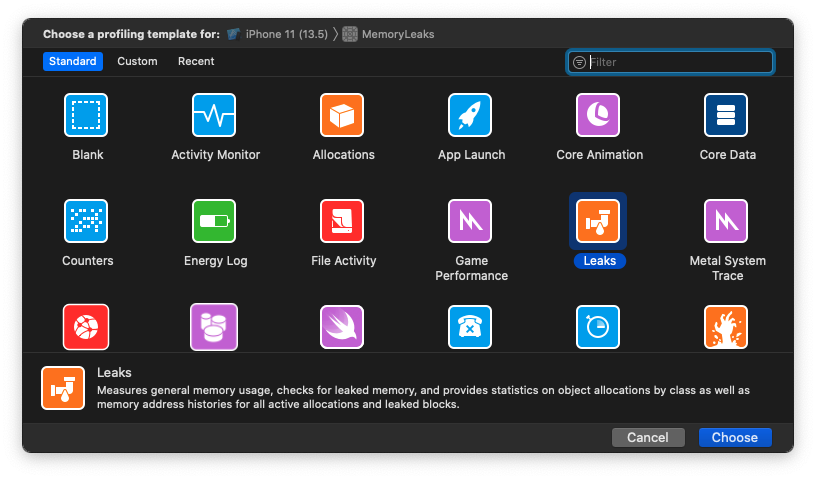 Choose a profiling template for: iPhone 11 (13.5) MemoryLeaks
Standard Custom Recent Filter
Blank Activity Monitor Allocations App Launch Core Animation Core Data
Counters Energy Log File Activity Game Performance Leaks Metal System Trace
Leaks
Measures general memory usage, checks for leaked memory, and provides statistics on object allocations by class as well as
memory address histories for all active allocations and leaked blocks.
Cancel Choose